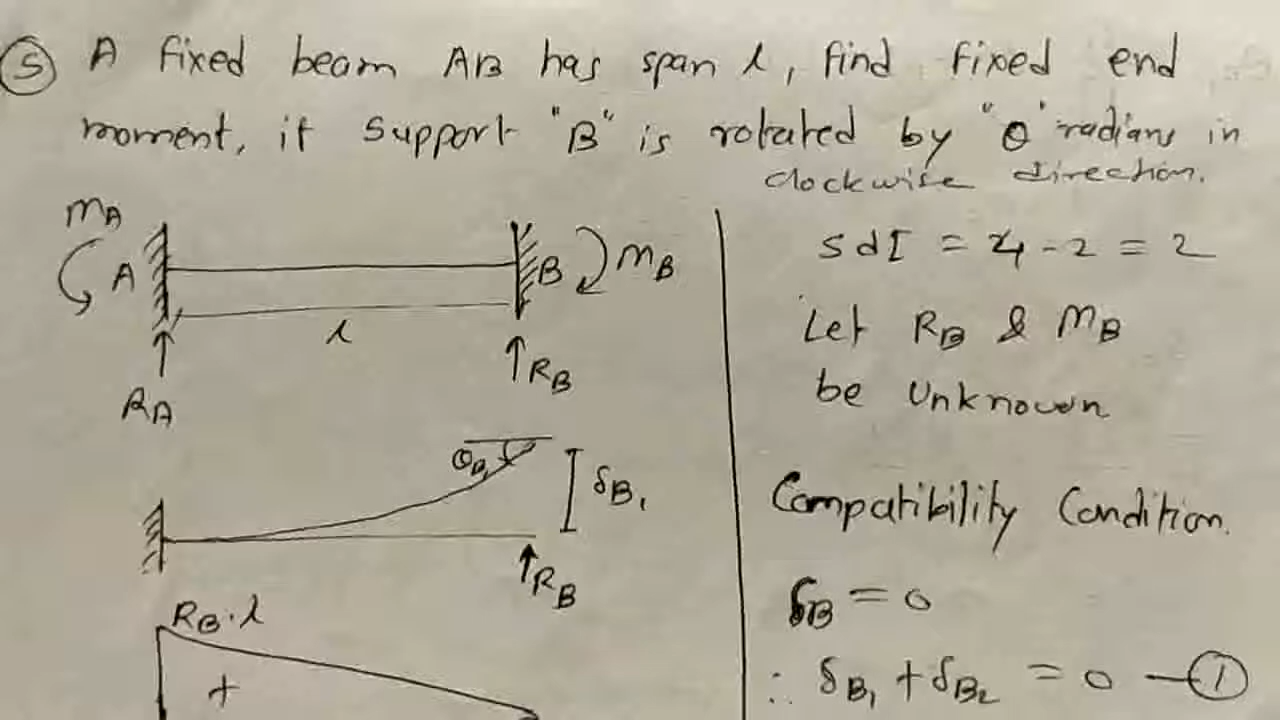 5 A fixed beam AB has span l, find fixed end
moment, if support "B" is rotated by "θ" radians in
clockwise direction.
MA
A
B
MB
l
RA
RB
θB1
δB1
RB
RB.l
+
SdI = 4 - 2 = 2
Let RB & MB
be unknown
Compatibility Condition.
δB = 0
∴ δB1 + δB2 = 0 — 1